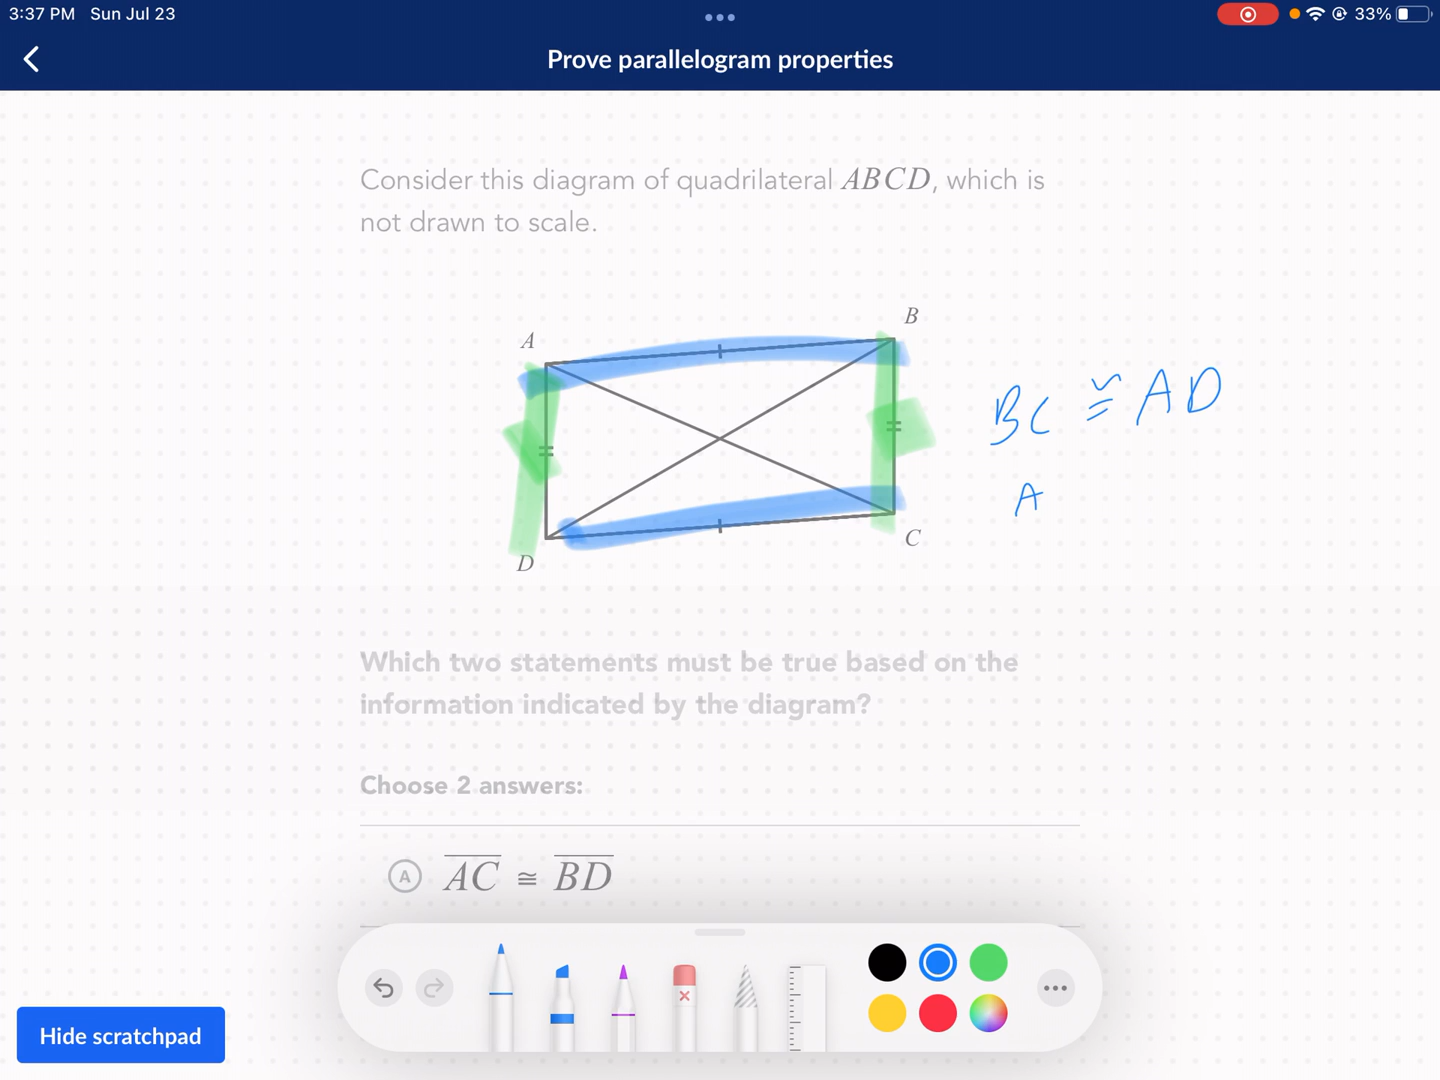 3:37 PM Sun Jul 23
33%
Prove parallelogram properties
Consider this diagram of quadrilateral ABCD, which is
not drawn to scale.
A
B
BC ≅ AD
A
C
D
Which two statements must be true based on the
information indicated by the diagram?
Choose 2 answers:
A AC ≅ BD
Hide scratchpad